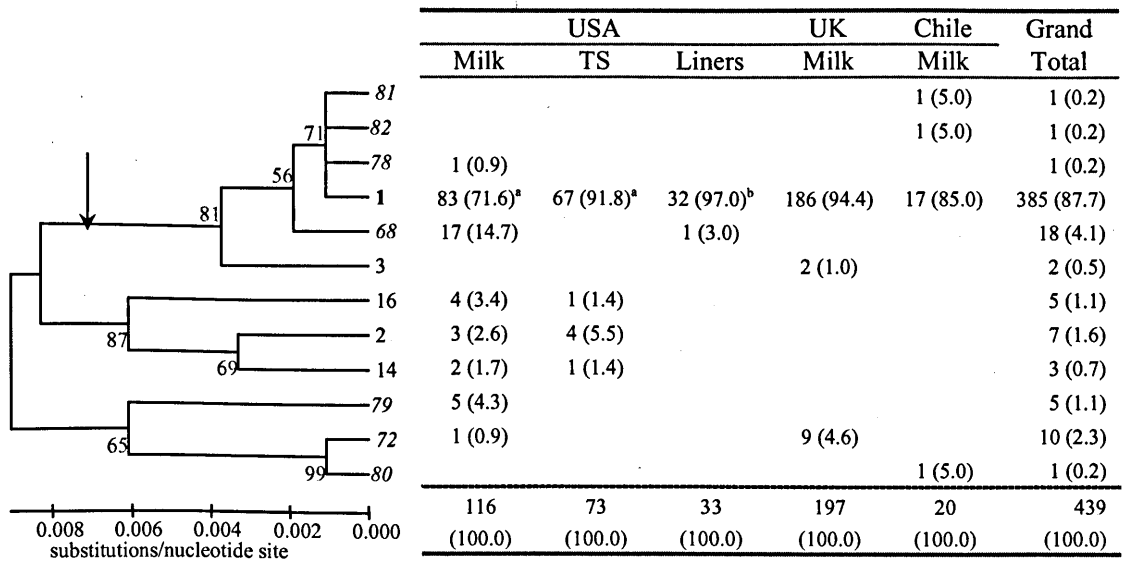 USA UK Chile Grand
Milk TS Liners Milk Milk Total
81 1 (5.0) 1 (0.2)
82 1 (5.0) 1 (0.2)
71
78 1 (0.9) 1 (0.2)
56
1 83 (71.6)ᵃ 67 (91.8)ᵃ 32 (97.0)ᵇ 186 (94.4) 17 (85.0) 385 (87.7)
81
68 17 (14.7) 1 (3.0) 18 (4.1)
3 2 (1.0) 2 (0.5)
16 4 (3.4) 1 (1.4) 5 (1.1)
2 3 (2.6) 4 (5.5) 7 (1.6)
87
14 2 (1.7) 1 (1.4) 3 (0.7)
69
79 5 (4.3) 5 (1.1)
72 1 (0.9) 9 (4.6) 10 (2.3)
65
80 1 (5.0) 1 (0.2)
99
116 73 33 197 20 439
(100.0) (100.0) (100.0) (100.0) (100.0) (100.0)
0.008 0.006 0.004 0.002 0.000
substitutions/nucleotide site